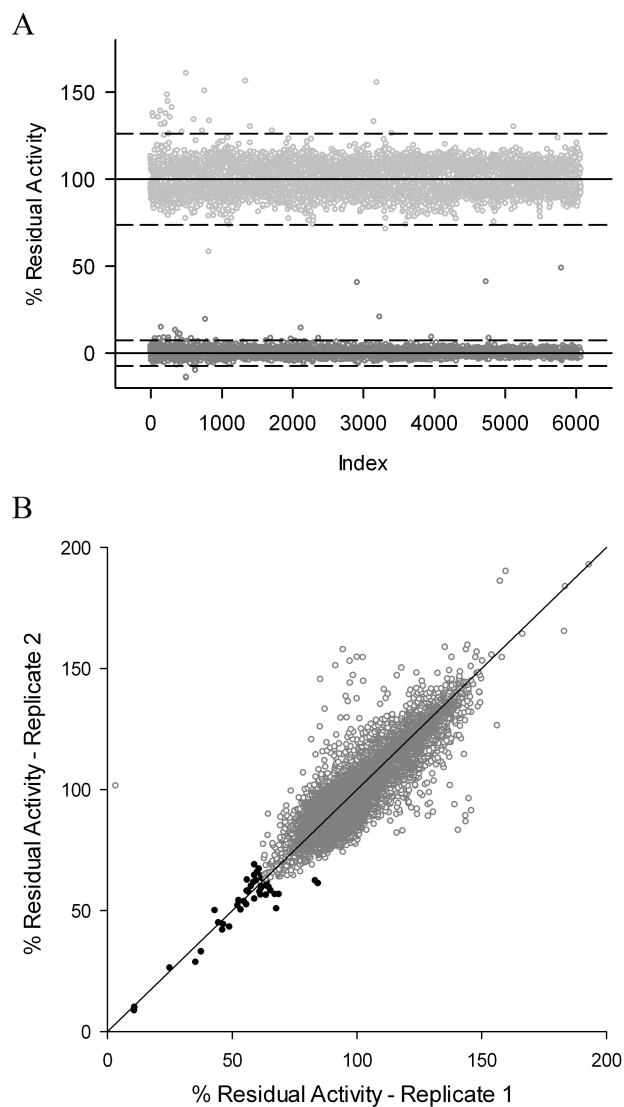 A
150
100
50
0
% Residual Activity
0 1000 2000 3000 4000 5000 6000
Index
B
200
150
100
50
0
% Residual Activity - Replicate 2
0 50 100 150 200
% Residual Activity - Replicate 1